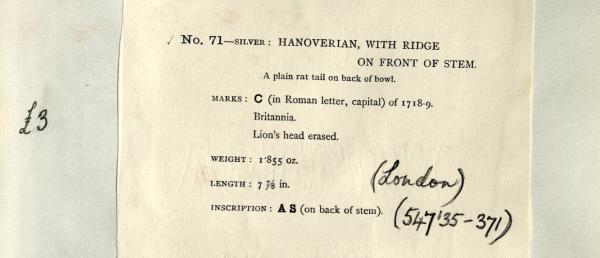 ✓ No. 71—SILVER: HANOVERIAN, WITH RIDGE
ON FRONT OF STEM.
A plain rat tail on back of bowl.
£3
MARKS: C (in Roman letter, capital) of 1718-9.
Britannia.
Lion's head erased.
WEIGHT: 1·855 oz.
LENGTH: 7 7/8 in.
(London)
INSCRIPTION: A S (on back of stem).
(547'35-371)